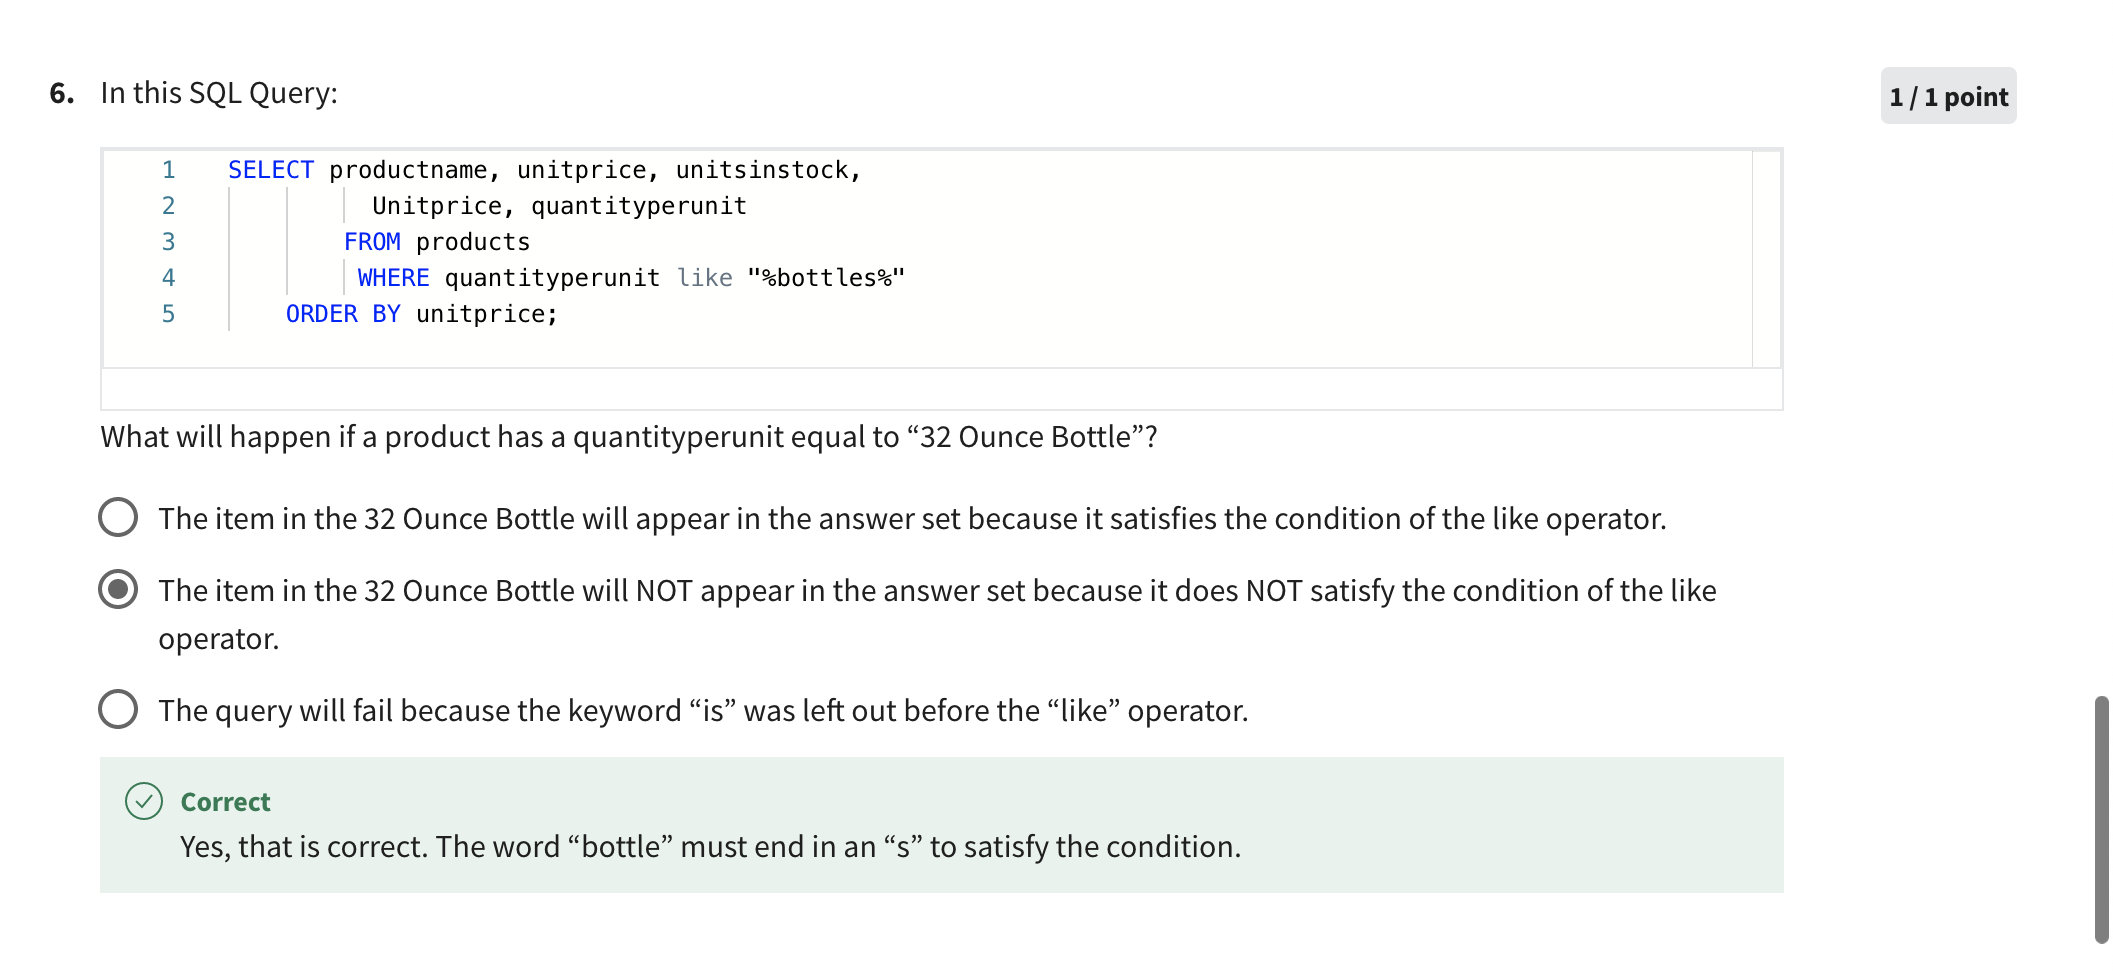 6. In this SQL Query:
1 / 1 point
1 SELECT productname, unitprice, unitsinstock,
2 Unitprice, quantityperunit
3 FROM products
4 WHERE quantityperunit like "%bottles%"
5 ORDER BY unitprice;
What will happen if a product has a quantityperunit equal to “32 Ounce Bottle”?
The item in the 32 Ounce Bottle will appear in the answer set because it satisfies the condition of the like operator.
The item in the 32 Ounce Bottle will NOT appear in the answer set because it does NOT satisfy the condition of the like
operator.
The query will fail because the keyword “is” was left out before the “like” operator.
Correct
Yes, that is correct. The word “bottle” must end in an “s” to satisfy the condition.